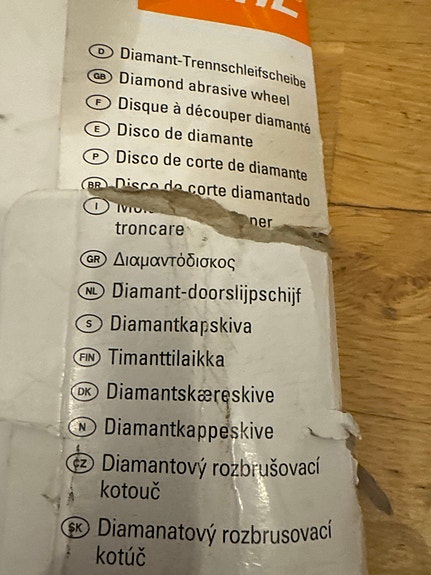 D Diamant-Trennschleifscheibe
GB Diamond abrasive wheel
F Disque à découper diamanté
E Disco de diamante
P Disco de corte de diamante
BR Disco de corte diamantado
I
troncare
GR Διαμαντόδισκος
NL Diamant-doorslijpschijf
S Diamantkapskiva
FIN Timanttilaikka
DK Diamantskæreskive
N Diamantkappeskive
CZ Diamantový rozbrušovací
kotouč
SK Diamanatový rozbrusovací
kotúč